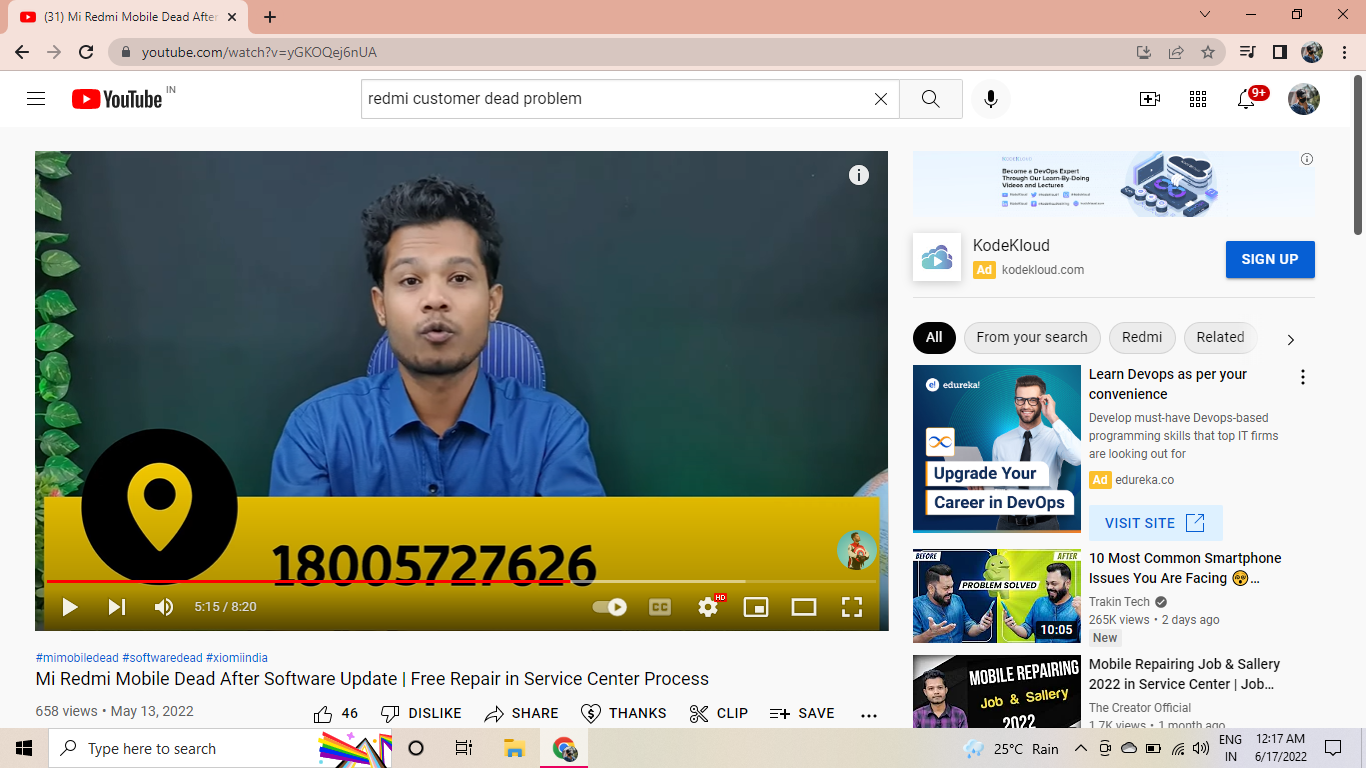 (31) Mi Redmi Mobile Dead After
youtube.com/watch?v=yGKOQej6nUA
YouTube IN
redmi customer dead problem
9+
18005727626
5:15 / 8:20
CC
HD
#mimobiledead #softwaredead #xiomiindia
Mi Redmi Mobile Dead After Software Update | Free Repair in Service Center Process
658 views • May 13, 2022
46 DISLIKE SHARE THANKS CLIP SAVE
KODEKLOUD
Become a DevOps Expert
Through Our Learn-By-Doing
Videos and Lectures
KodeKloud
Ad kodekloud.com
SIGN UP
All From your search Redmi Related
edureka!
Upgrade Your
Career in DevOps
Learn Devops as per your
convenience
Develop must-have Devops-based
programming skills that top IT firms
are looking out for
Ad edureka.co
VISIT SITE
BEFORE AFTER
PROBLEM SOLVED
10:05
10 Most Common Smartphone
Issues You Are Facing 😲...
Trakin Tech
265K views • 2 days ago
New
MOBILE REPAIRING
Job & Sallery
2022
Mobile Repairing Job & Sallery
2022 in Service Center | Job...
The Creator Official
1.7K views • 1 month ago
Type here to search
25°C Rain
ENG
IN
12:17 AM
6/17/2022